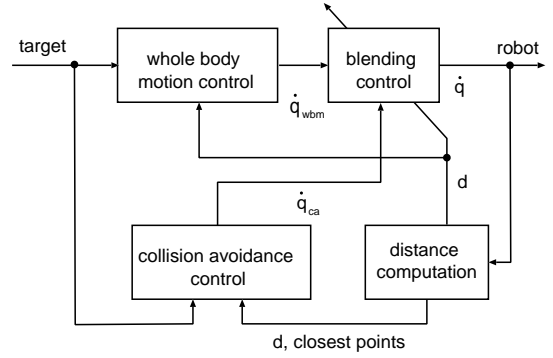 target
whole body
motion control
blending
control
robot
q̇
q̇wbm
d
q̇ca
collision avoidance
control
distance
computation
d, closest points